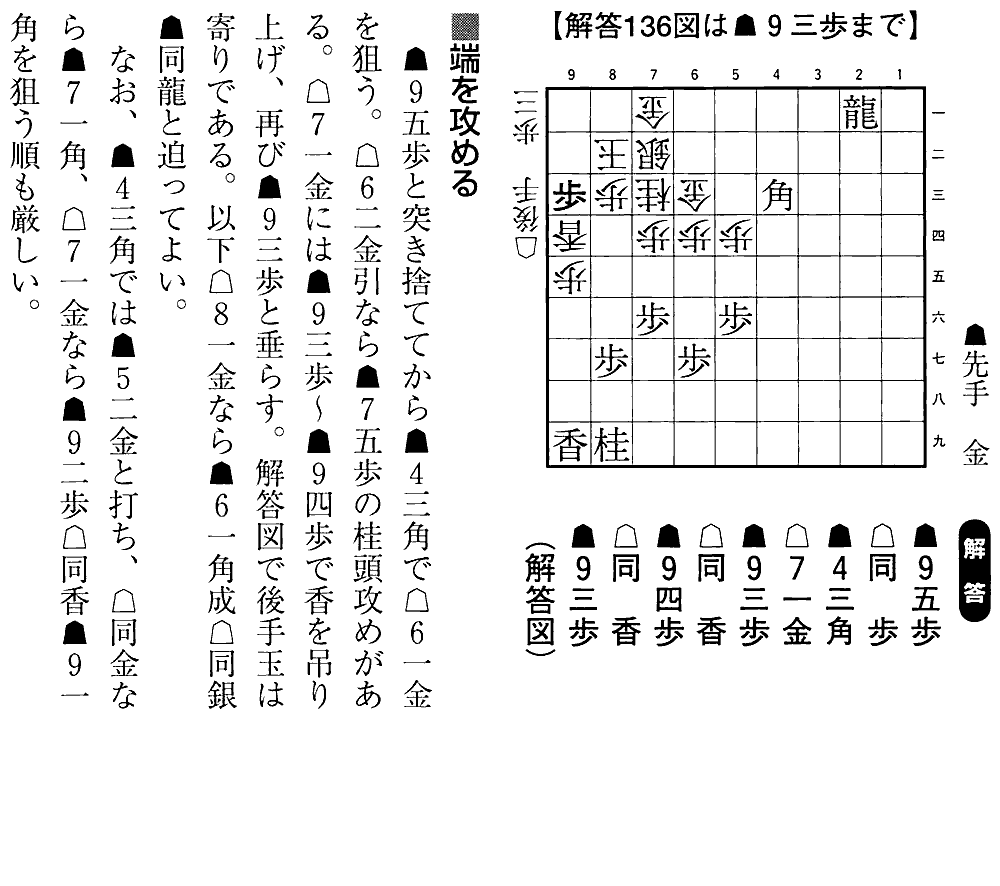 【解答136図は☗９三歩まで】
9 8 7 6 5 4 3 2 1
金 龍 一
王 銀 二
歩 歩 桂 金 角 三
香 歩 歩 歩 四
歩 五
歩 歩 六
歩 歩 七
八
香 桂 九
☖後手 三歩
☗先手 金
解答
☗９五歩
☖同 歩
☗４三角
☖７一金
☗９三歩
☖同 香
☗９四歩
☖同 香
☗９三歩
（解答図）
■端を攻める
☗９五歩と突き捨ててから☗４三角で☖６一金
を狙う。☖６二金引なら☗７五歩の桂頭攻めがあ
る。☖７一金には☗９三歩～☗９四歩で香を吊り
上げ、再び☗９三歩と垂らす。解答図で後手玉は
寄りである。以下☖８一金なら☗６一角成☖同銀
☗同龍と迫ってよい。
なお、☗４三角では☗５二金と打ち、☖同金な
ら☗７一角、☖７一金なら☗９二歩☖同香☗９一
角を狙う順も厳しい。